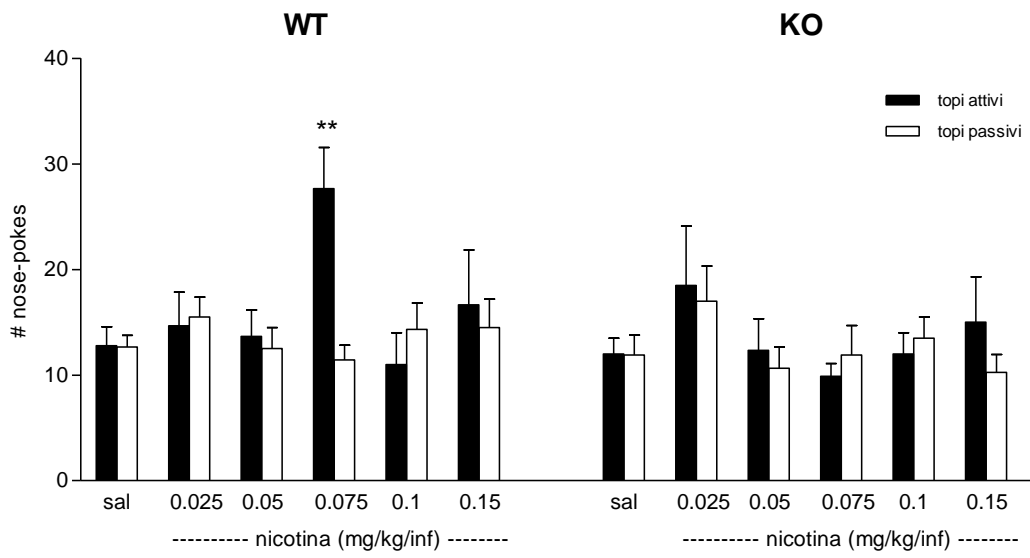 WT
KO
40
30
20
10
0
# nose-pokes
**
topi attivi
topi passivi
sal 0.025 0.05 0.075 0.1 0.15
sal 0.025 0.05 0.075 0.1 0.15
---------- nicotina (mg/kg/inf) -------
---------- nicotina (mg/kg/inf) --------